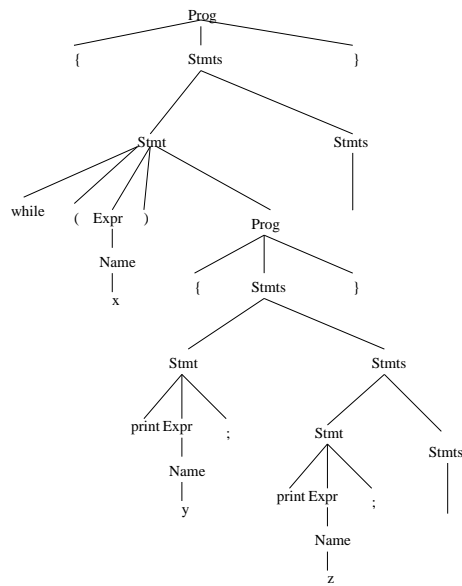 Prog
{ Stmts }
Stmt Stmts
while ( Expr ) Prog
Name { Stmts }
x
Stmt Stmts
print Expr ; Stmt Stmts
Name print Expr ;
y Name
z